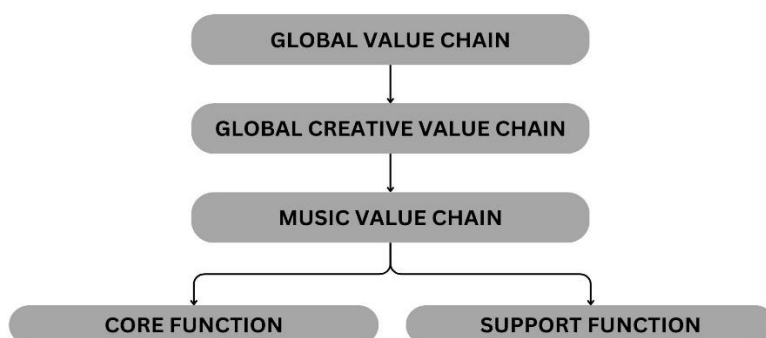 GLOBAL VALUE CHAIN
GLOBAL CREATIVE VALUE CHAIN
MUSIC VALUE CHAIN
CORE FUNCTION
SUPPORT FUNCTION